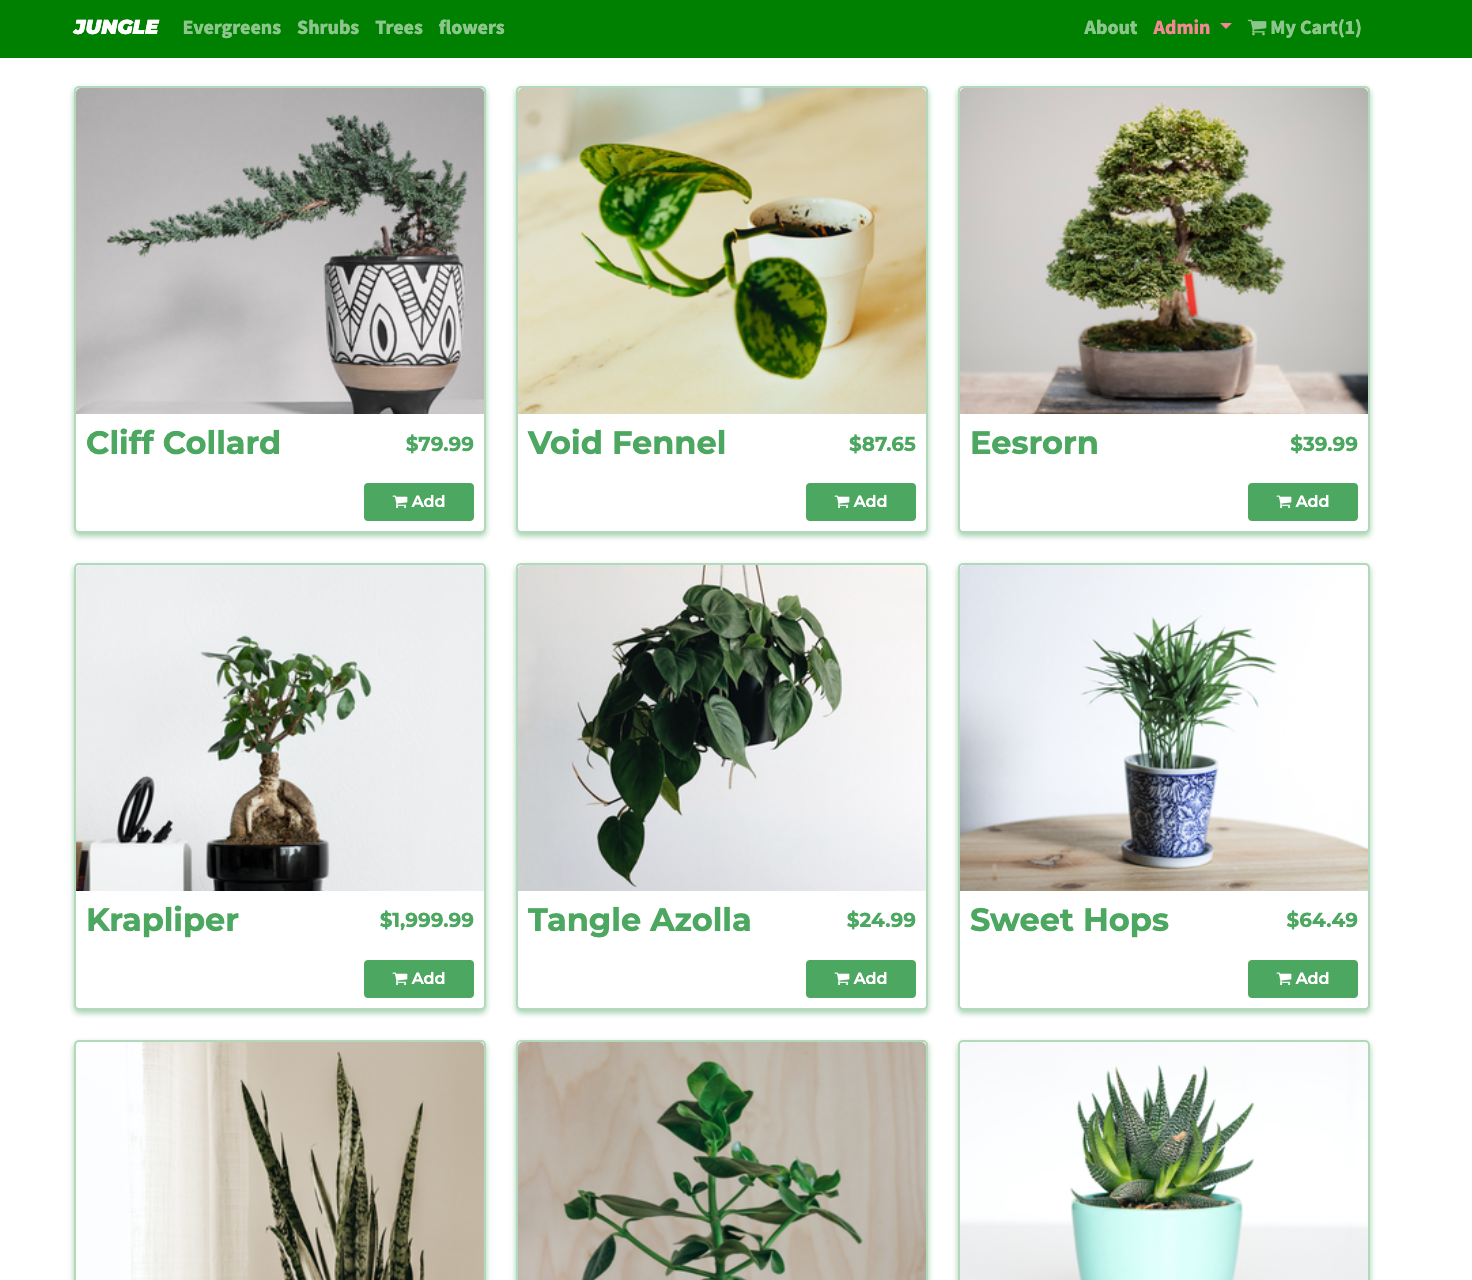 JUNGLE Evergreens Shrubs Trees flowers About Admin My Cart(1)
Cliff Collard $79.99
Void Fennel $87.65
Eesrorn $39.99
Add
Add
Add
Krapliper $1,999.99
Tangle Azolla $24.99
Sweet Hops $64.49
Add
Add
Add